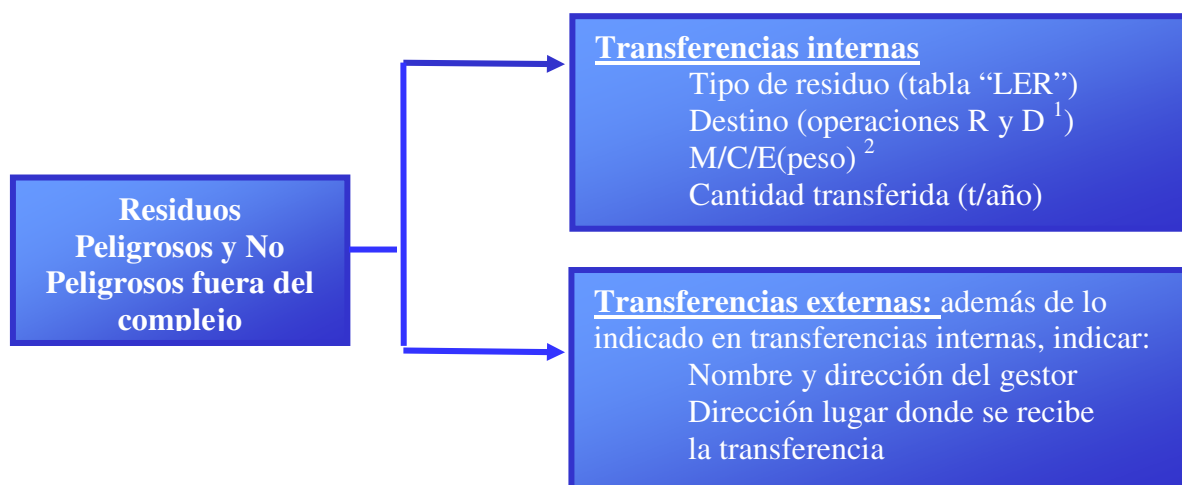 Residuos
Peligrosos y No
Peligrosos fuera del
complejo
Transferencias internas
Tipo de residuo (tabla “LER”)
Destino (operaciones R y D ¹)
M/C/E(peso) ²
Cantidad transferida (t/año)
Transferencias externas: además de lo
indicado en transferencias internas, indicar:
Nombre y dirección del gestor
Dirección lugar donde se recibe
la transferencia